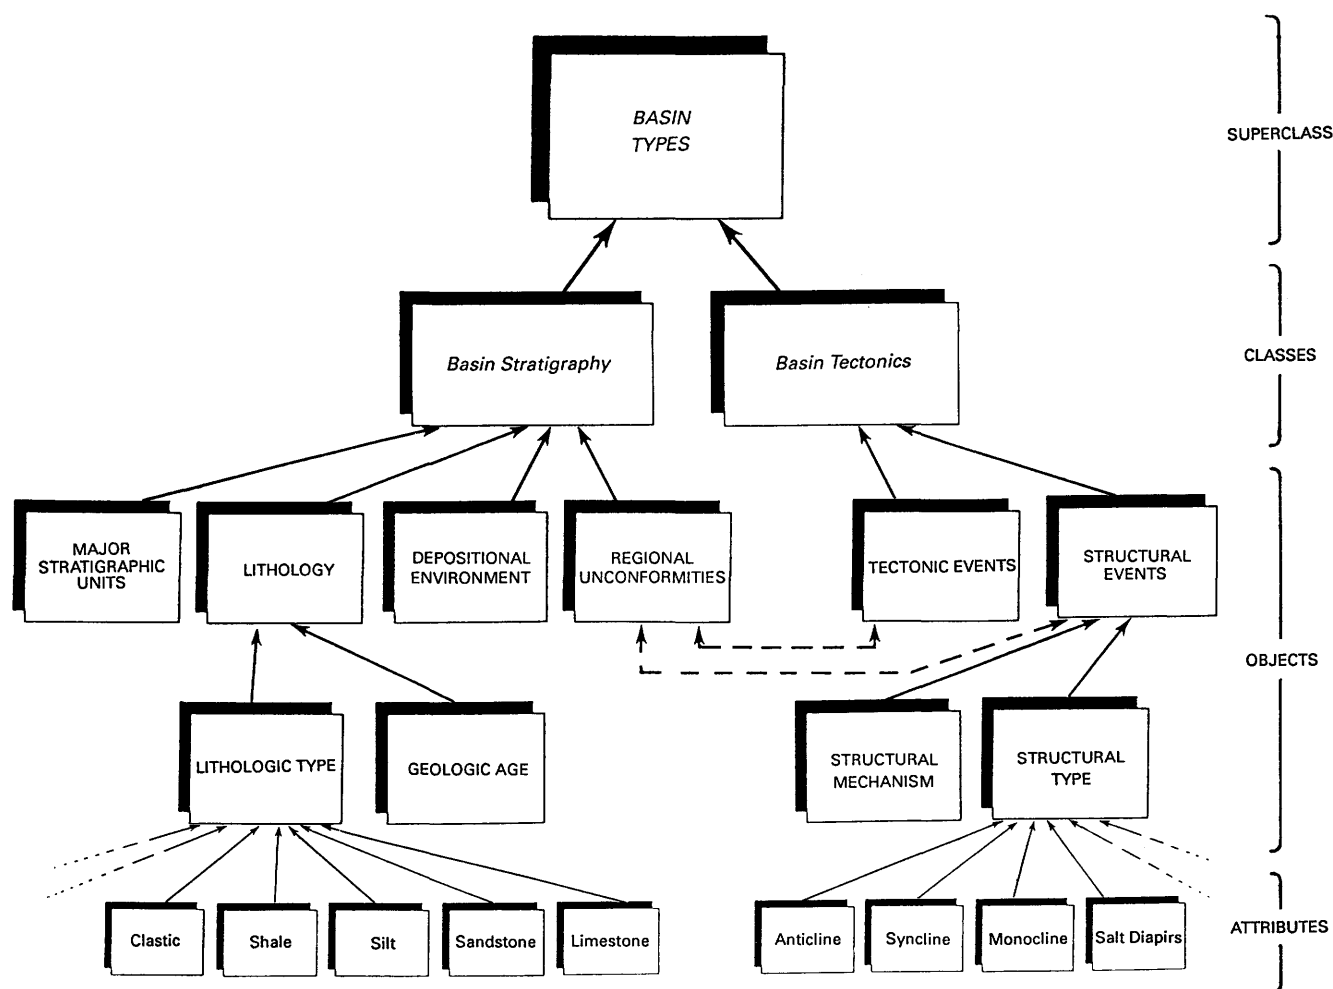 BASIN
TYPES
SUPERCLASS
Basin Stratigraphy
Basin Tectonics
CLASSES
MAJOR
STRATIGRAPHIC
UNITS
LITHOLOGY
DEPOSITIONAL
ENVIRONMENT
REGIONAL
UNCONFORMITIES
TECTONIC EVENTS
STRUCTURAL
EVENTS
OBJECTS
LITHOLOGIC TYPE
GEOLOGIC AGE
STRUCTURAL
MECHANISM
STRUCTURAL
TYPE
Clastic
Shale
Silt
Sandstone
Limestone
Anticline
Syncline
Monocline
Salt Diapirs
ATTRIBUTES